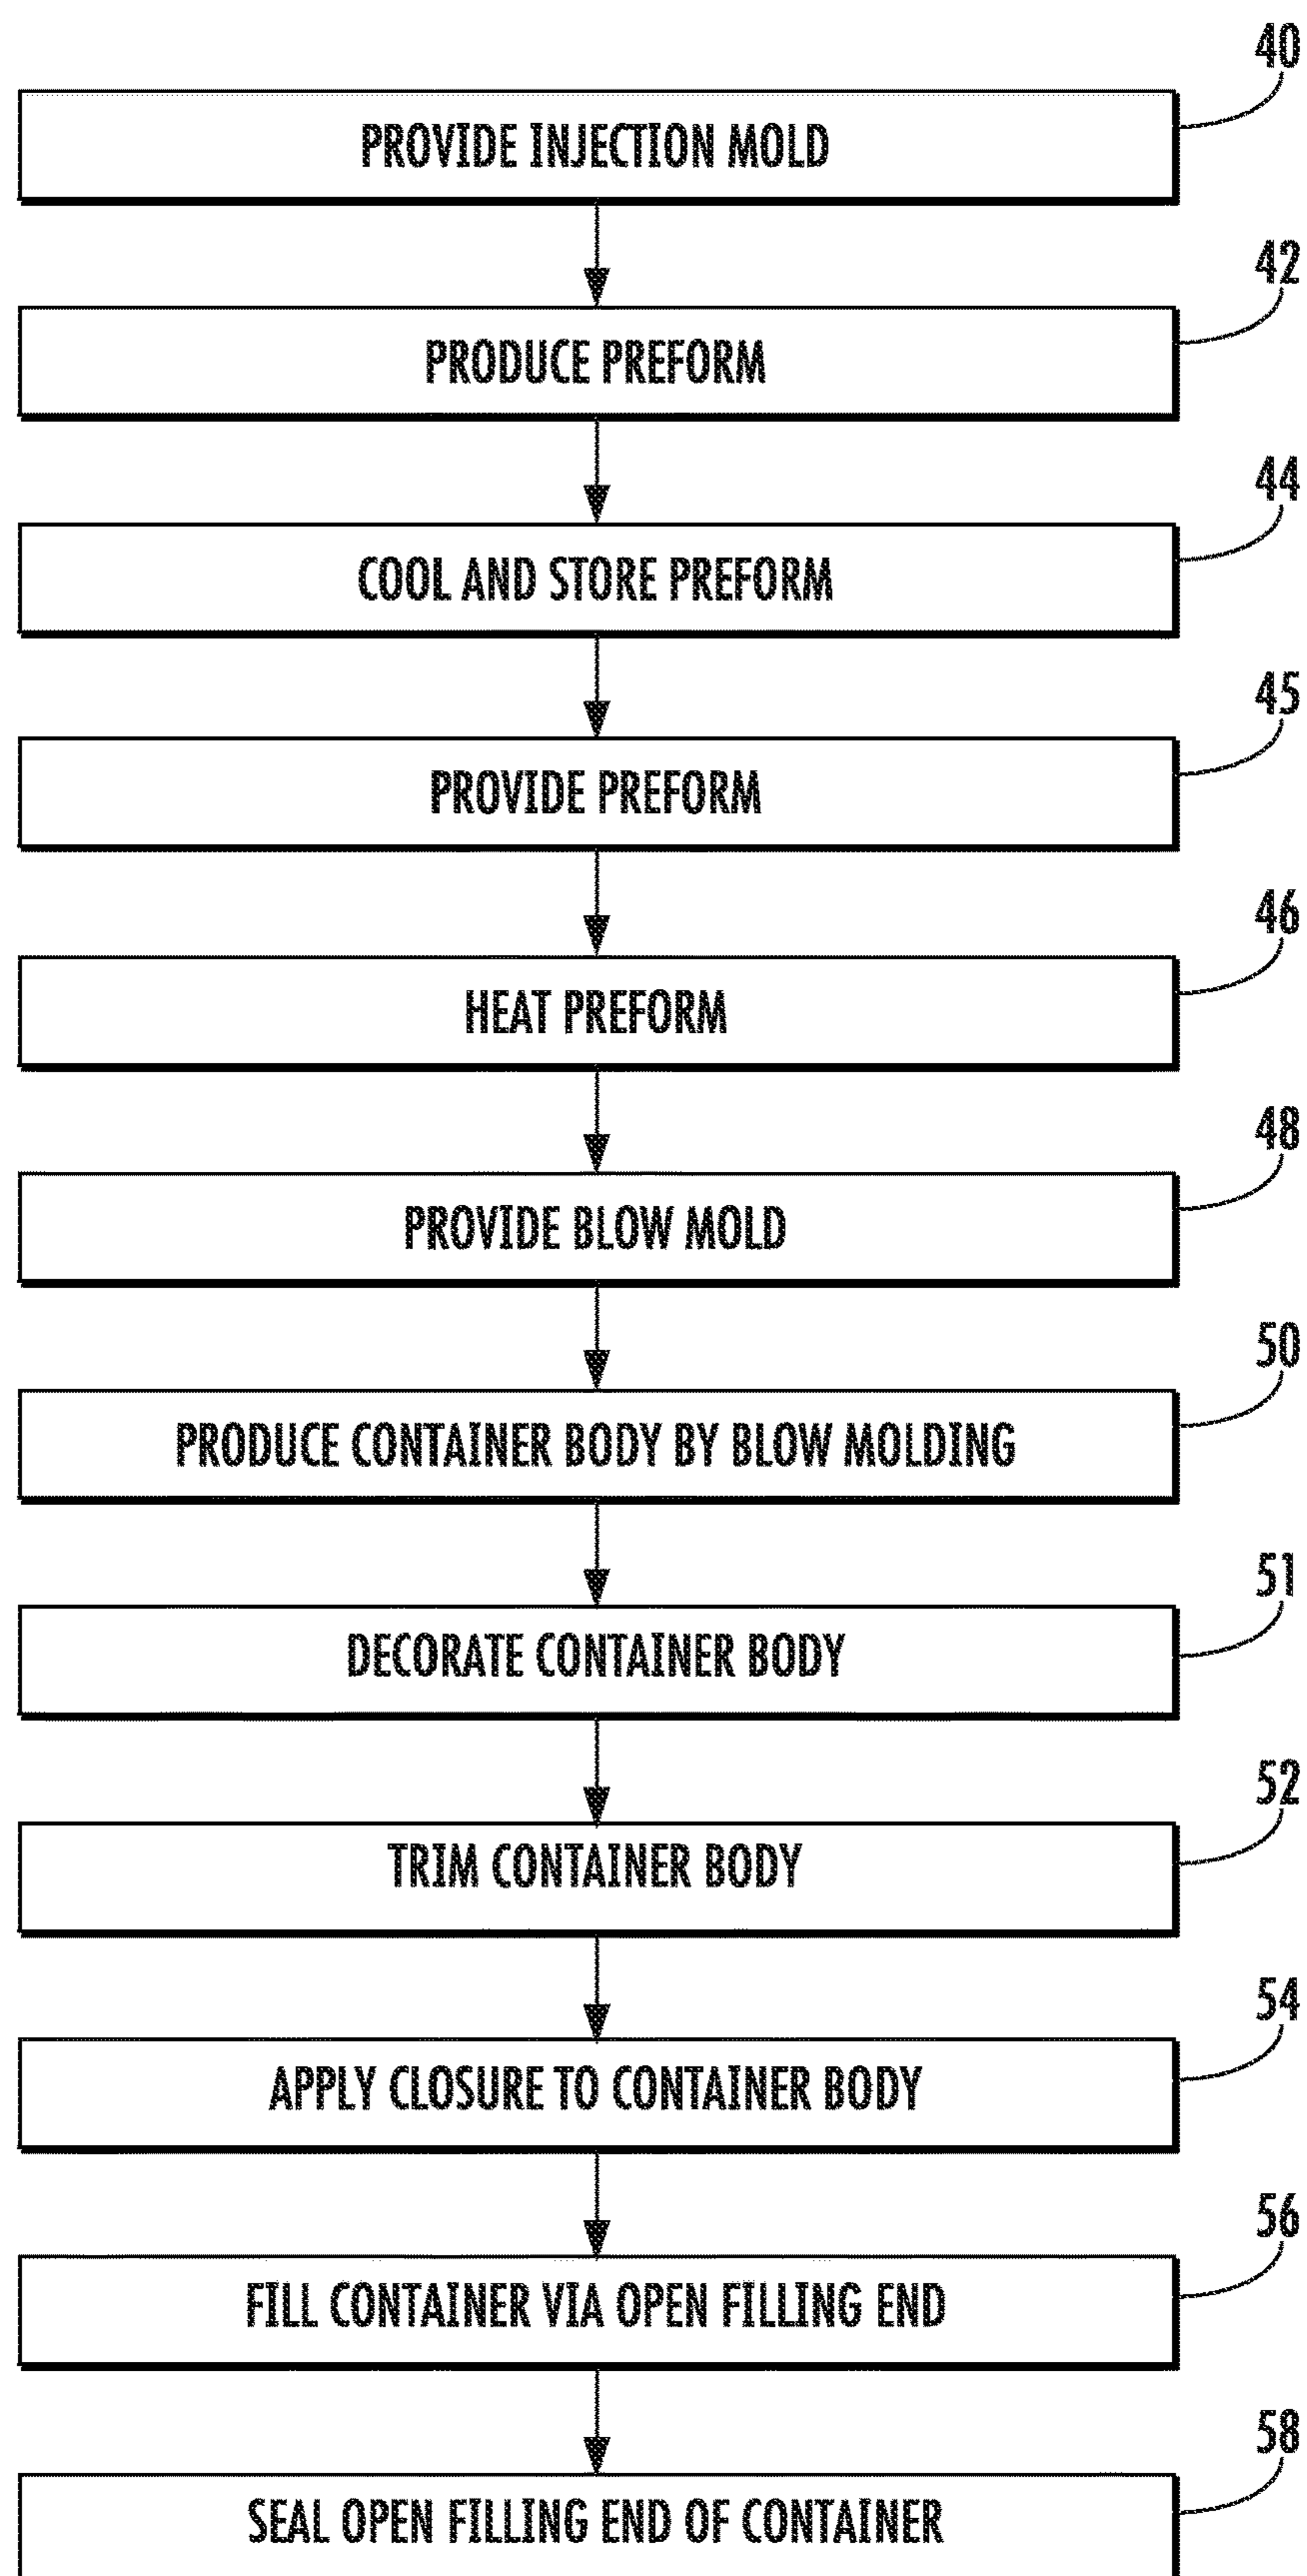 40
PROVIDE INJECTION MOLD
42
PRODUCE PREFORM
44
COOL AND STORE PREFORM
45
PROVIDE PREFORM
46
HEAT PREFORM
48
PROVIDE BLOW MOLD
50
PRODUCE CONTAINER BODY BY BLOW MOLDING
51
DECORATE CONTAINER BODY
52
TRIM CONTAINER BODY
54
APPLY CLOSURE TO CONTAINER BODY
56
FILL CONTAINER VIA OPEN FILLING END
58
SEAL OPEN FILLING END OF CONTAINER